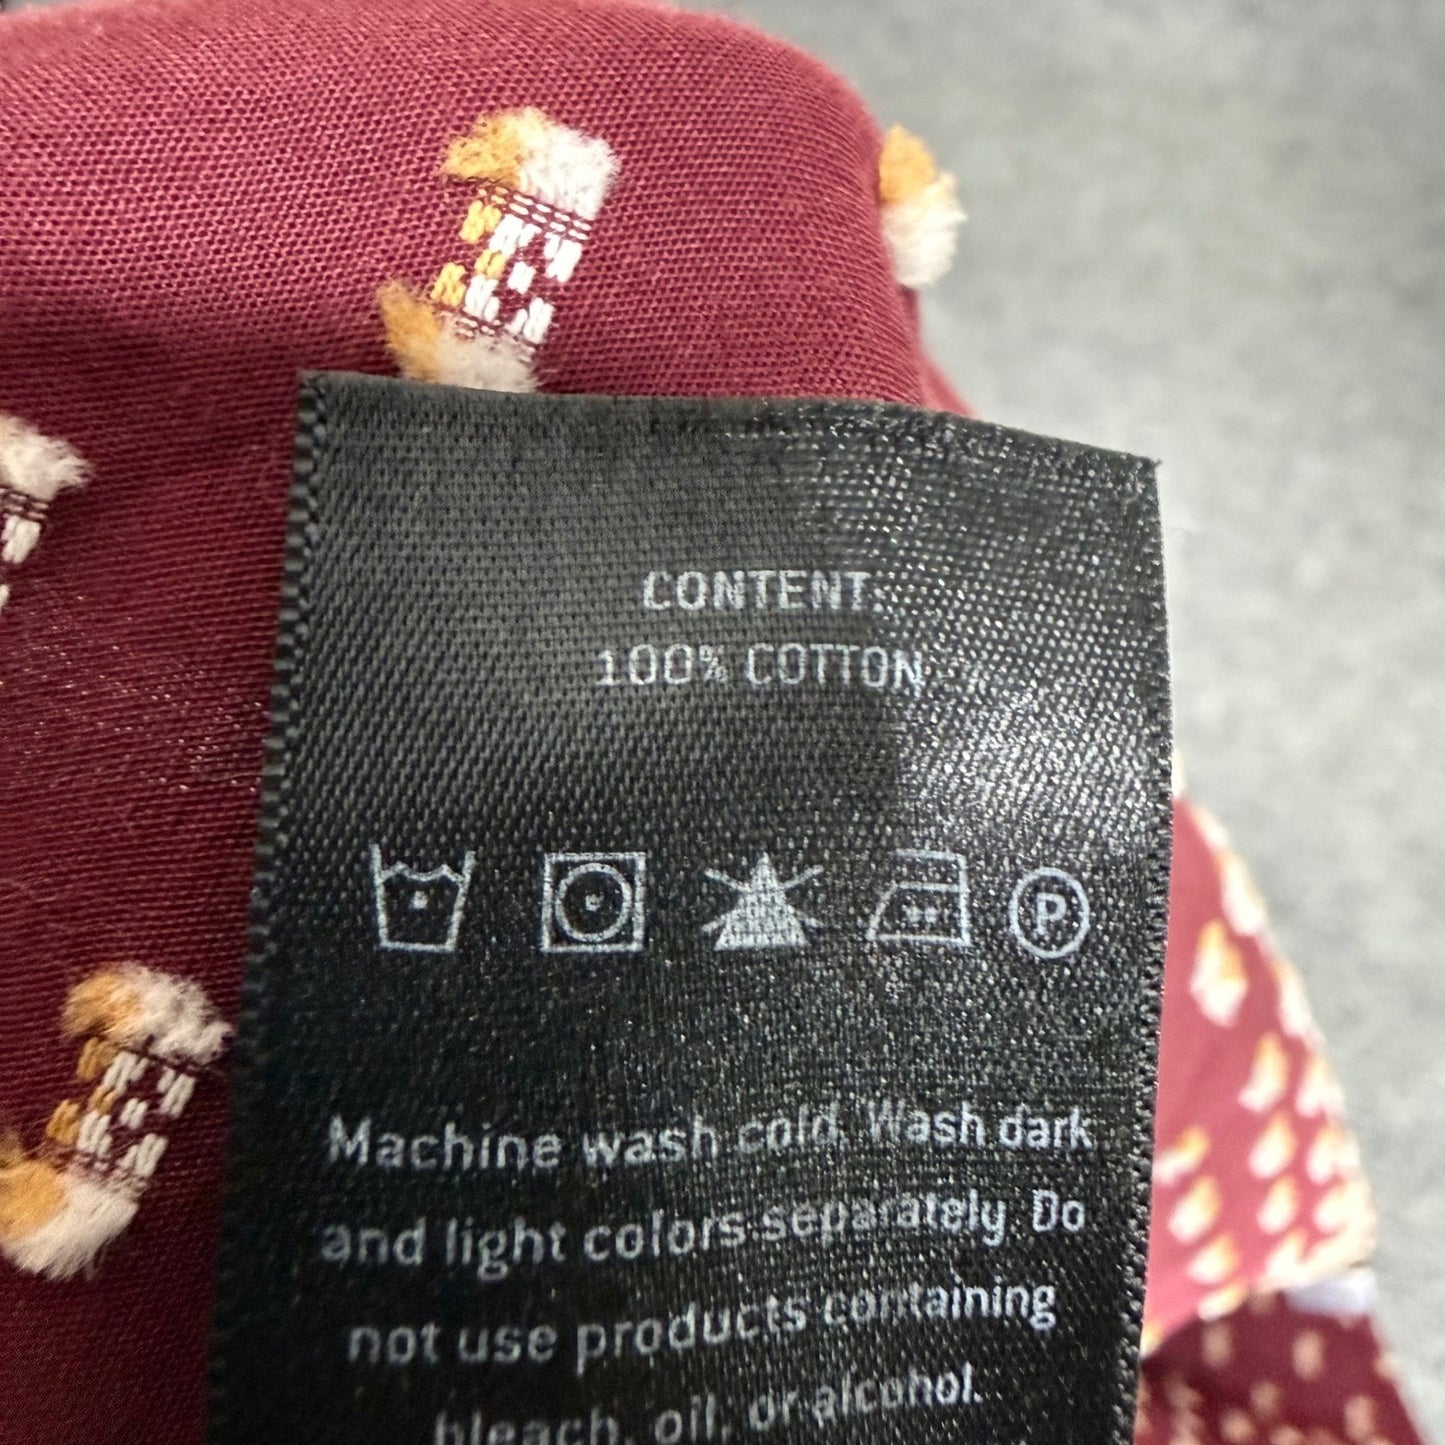 CONTENT:
100% COTTON
P
Machine wash cold. Wash dark
and light colors separately. Do
not use products containing
bleach, oil, or alcohol.